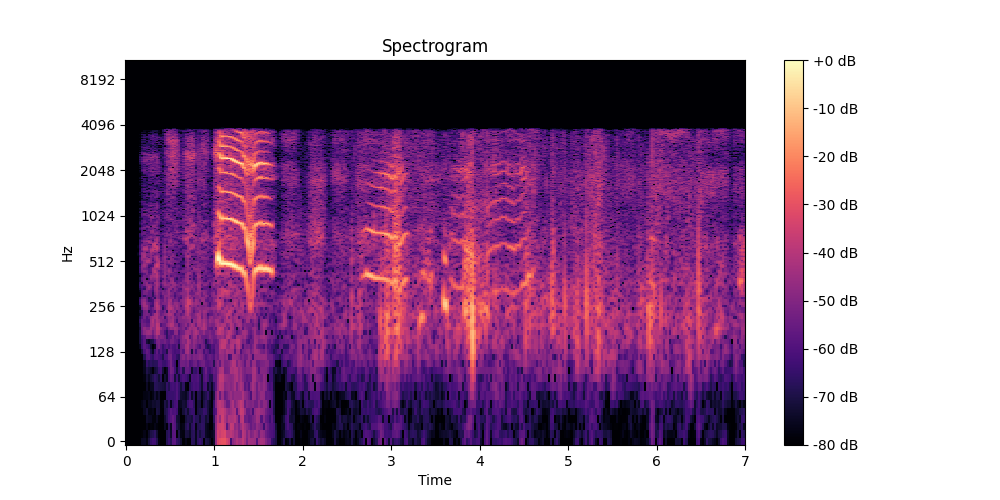 Spectrogram
8192
4096
2048
1024
512
256
128
64
0
Hz
0 1 2 3 4 5 6 7
Time
+0 dB
-10 dB
-20 dB
-30 dB
-40 dB
-50 dB
-60 dB
-70 dB
-80 dB